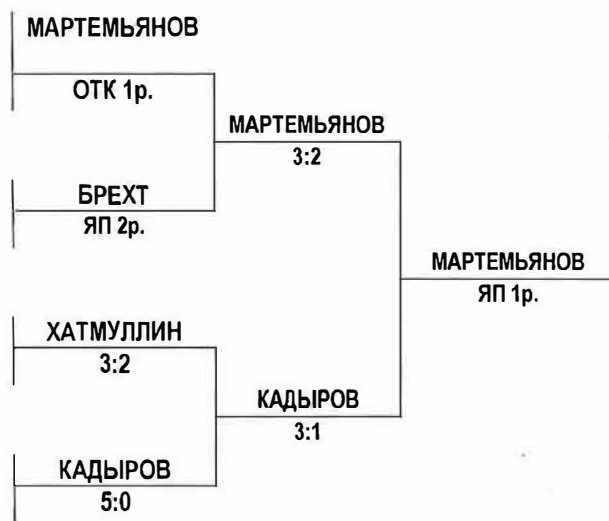 МАРТЕМЬЯНОВ
ОТК 1р.
МАРТЕМЬЯНОВ
3:2
БРЕХТ
ЯП 2р.
МАРТЕМЬЯНОВ
ЯП 1р.
ХАТМУЛЛИН
3:2
КАДЫРОВ
3:1
КАДЫРОВ
5:0